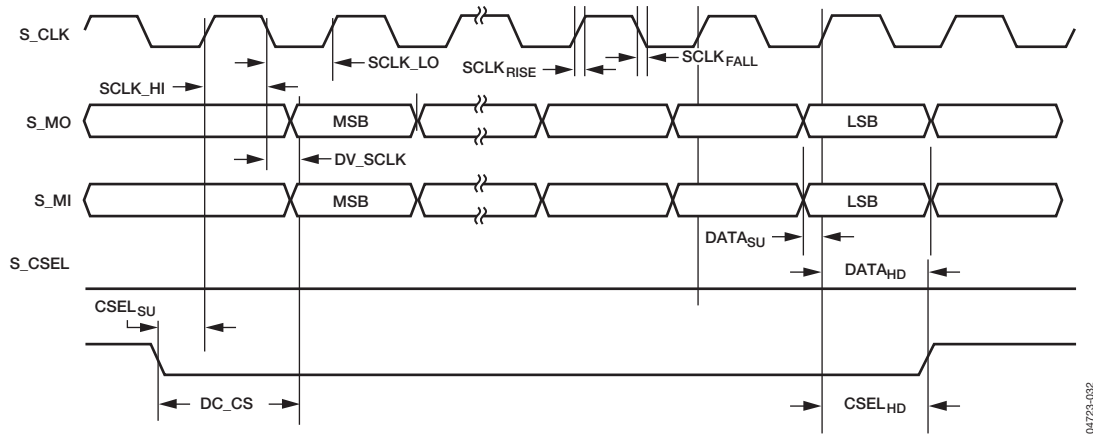 S_CLK
SCLK_LO
SCLK_RISE
SCLK_FALL
SCLK_HI
S_MO
MSB
LSB
DV_SCLK
S_MI
MSB
LSB
DATA_SU
S_CSEL
DATA_HD
CSEL_SU
DC_CS
CSEL_HD
04723-032